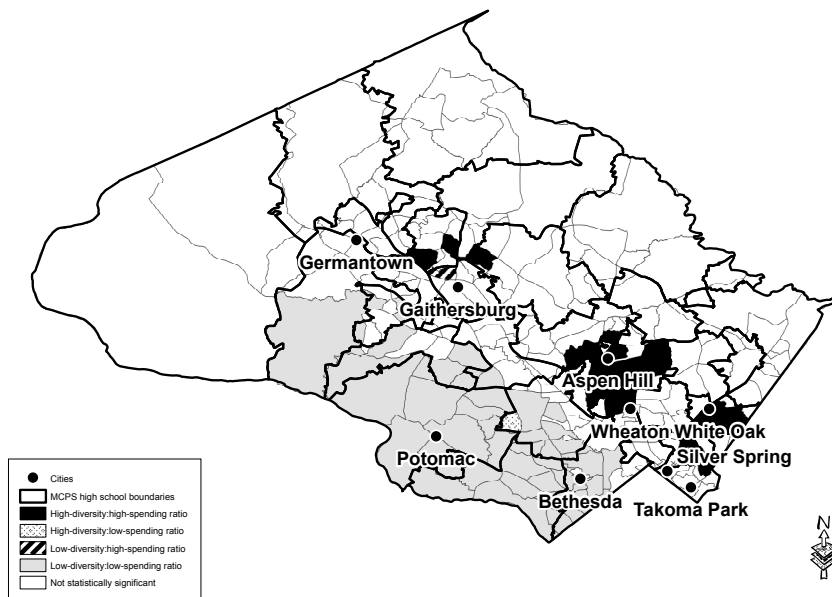 Germantown
Gaithersburg
Aspen Hill
Wheaton White Oak
Silver Spring
Potomac
Bethesda
Takoma Park
Cities
MCPS high school boundaries
High-diversity:high-spending ratio
High-diversity:low-spending ratio
Low-diversity:high-spending ratio
Low-diversity:low-spending ratio
Not statistically significant
N